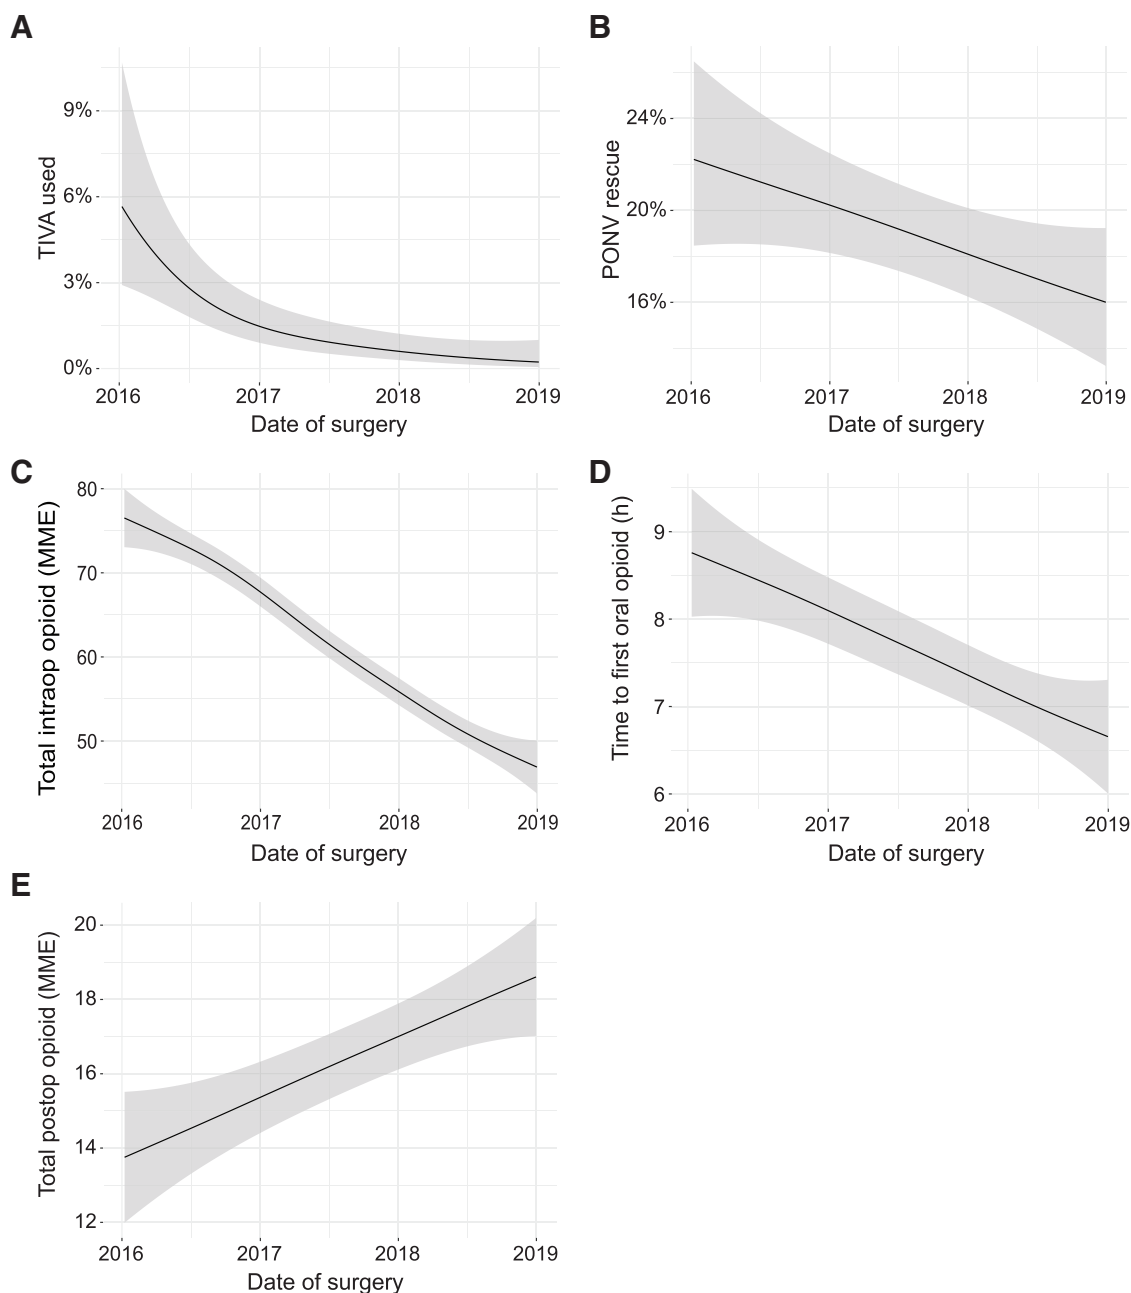 A
TIVA used
9%
6%
3%
0%
2016 2017 2018 2019
Date of surgery
B
PONV rescue
24%
20%
16%
2016 2017 2018 2019
Date of surgery
C
Total intraop opioid (MME)
80
70
60
50
2016 2017 2018 2019
Date of surgery
D
Time to first oral opioid (h)
9
8
7
6
2016 2017 2018 2019
Date of surgery
E
Total postop opioid (MME)
20
18
16
14
12
2016 2017 2018 2019
Date of surgery